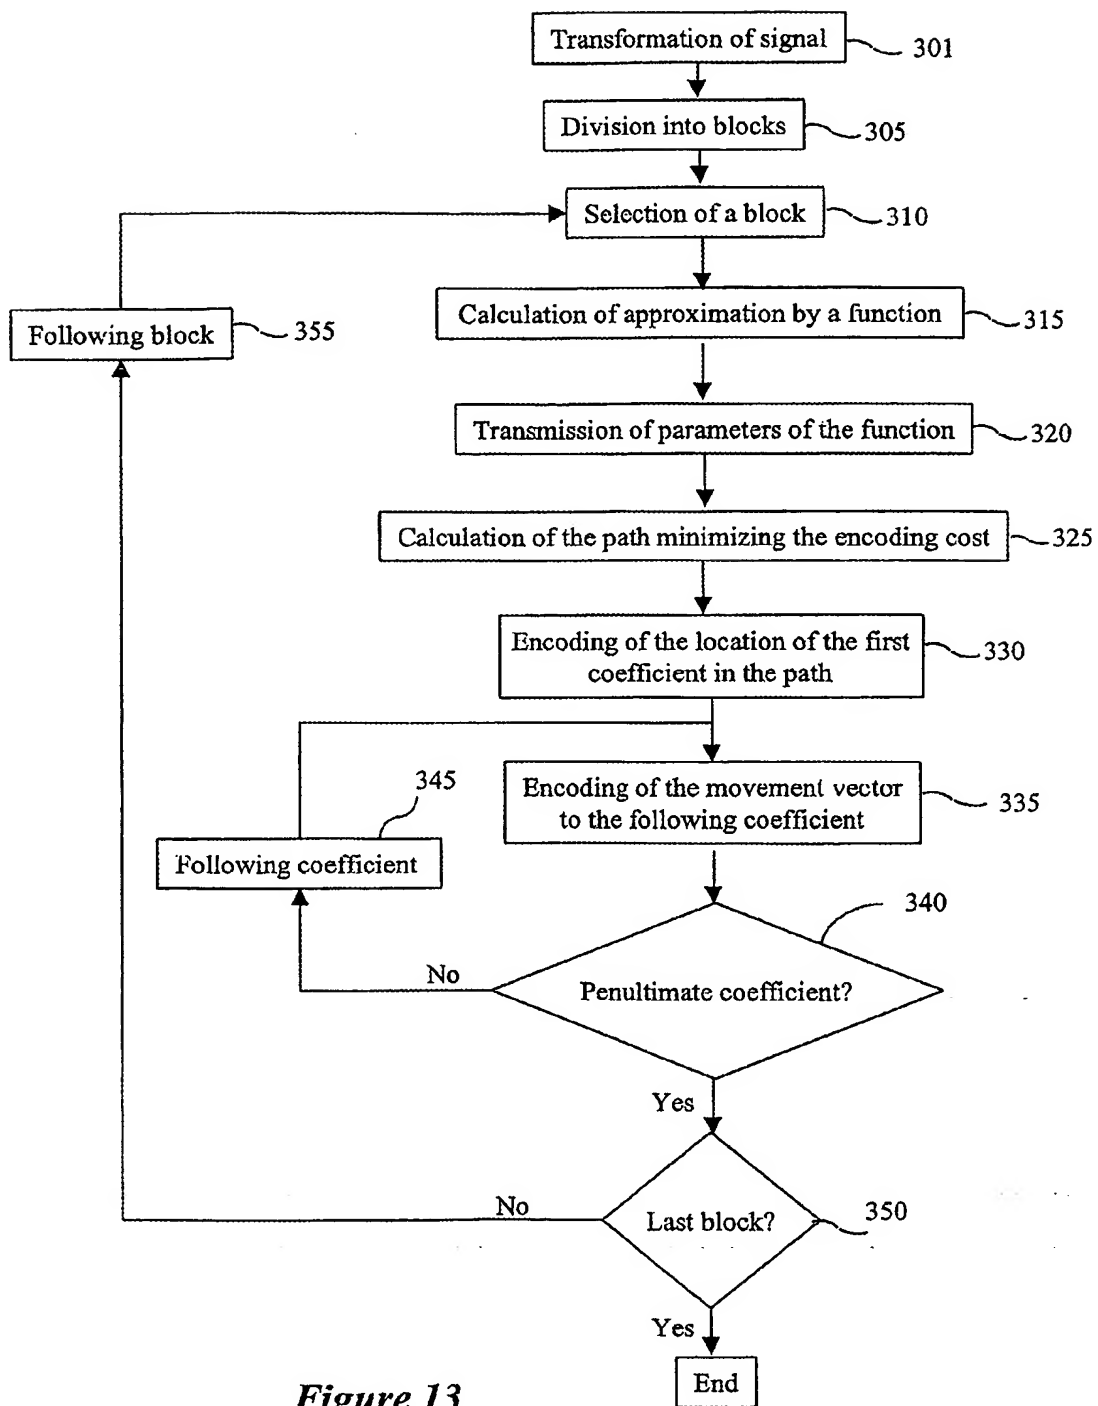 Transformation of signal
301
Division into blocks
305
Selection of a block
310
Calculation of approximation by a function
315
Following block
355
Transmission of parameters of the function
320
Calculation of the path minimizing the encoding cost
325
Encoding of the location of the first
coefficient in the path
330
Encoding of the movement vector
to the following coefficient
335
345
Following coefficient
340
No
Penultimate coefficient?
Yes
No
Last block?
350
Yes
End
Figure 13